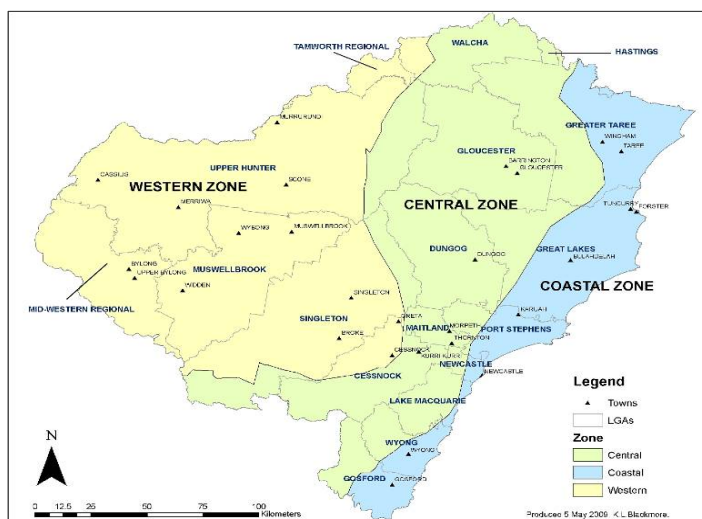 TAMWORTH REGIONAL
WALCHA
HASTINGS
MURRURUNDI
GREATER TAREE
WINGHAM
TAREE
CASSILIS
UPPER HUNTER
SCONE
GLOUCESTER
BARRINGTON
GLOUCESTER
WESTERN ZONE
MERRIWA
CENTRAL ZONE
TUNCURRY
FORSTER
WYBONG
MUSWELLBROOK
DUNGOG
DUNGOG
GREAT LAKES
BULAHDELAH
BYLONG
UPPER BYLONG
MUSWELLBROOK
COASTAL ZONE
WIDDEN
MID-WESTERN REGIONAL
SINGLETON
SINGLETON
GRETA
KARUAH
MAITLAND
MORPETH
PORT STEPHENS
BROKE
THORNTON
CESSNOCK
KURRI KURRI
NEWCASTLE
CESSNOCK
NEWCASTLE
LAKE MACQUARIE
WYONG
WYONG
GOSFORD
GOSFORD
Legend
Towns
LGAs
Zone
Central
Coastal
Western
N
0 12.5 25 50 75 100
Kilometers
Produced 5 May 2009. K L Blackmore.